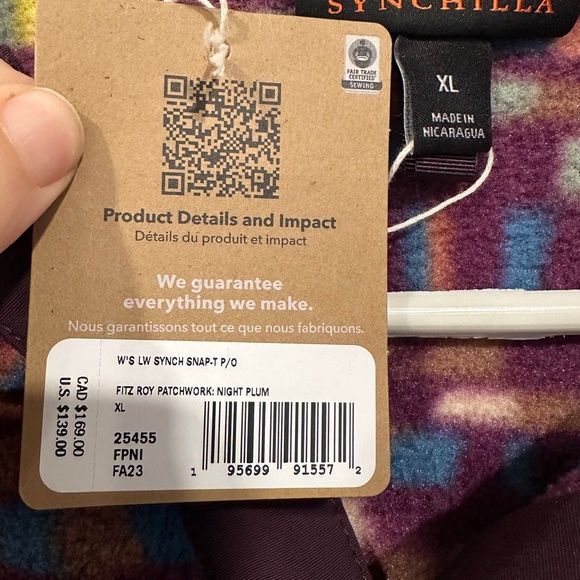 SYNCHILLA
XL
MADE IN
NICARAGUA
FAIR TRADE
CERTIFIED
SEWING
Product Details and Impact
Détails du produit et impact
We guarantee
everything we make.
Nous garantissons tout ce que nous fabriquons.
W'S LW SYNCH SNAP-T P/O
FITZ ROY PATCHWORK: NIGHT PLUM
XL
25455
FPNI
FA23
1 95699 91557 2
CAD $169.00
U.S. $139.00